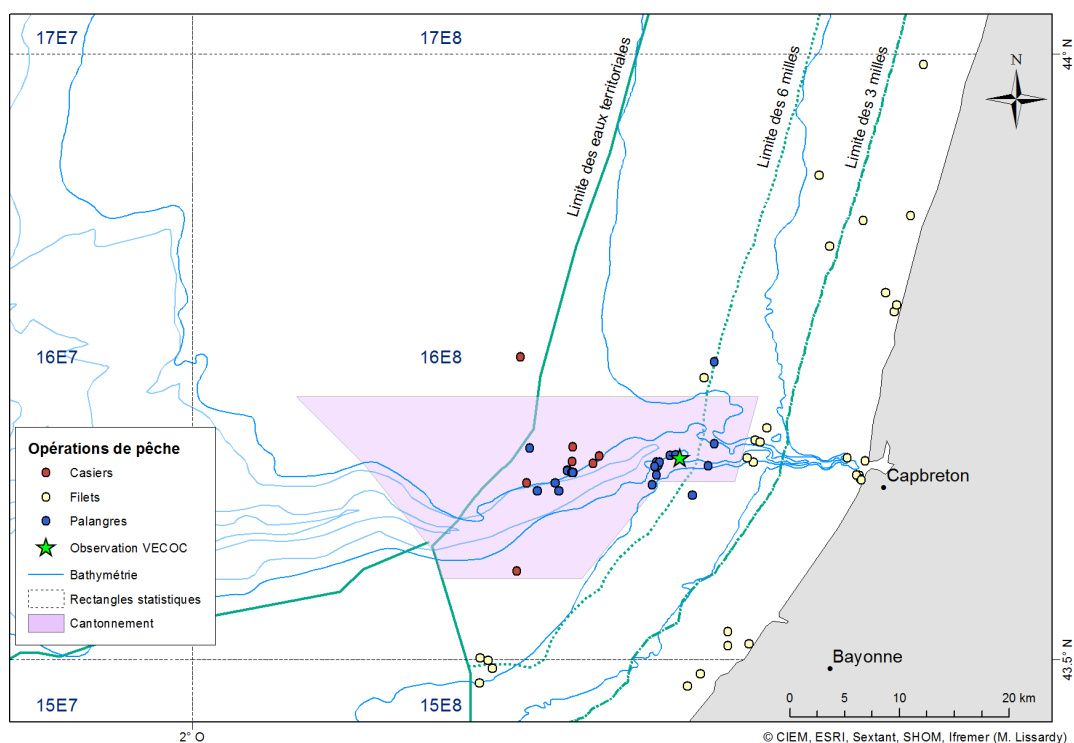 17E7
17E8
44° N
Limite des eaux territoriales
Limite des 6 milles
Limite des 3 milles
N
16E7
16E8
Opérations de pêche
Casiers
Filets
Palangres
Observation VECOC
Bathymétrie
Rectangles statistiques
Cantonnement
Capbreton
Bayonne
43.5° N
15E7
15E8
0 5 10 20 km
2° O
© CIEM, ESRI, Sextant, SHOM, Ifremer (M. Lissardy)